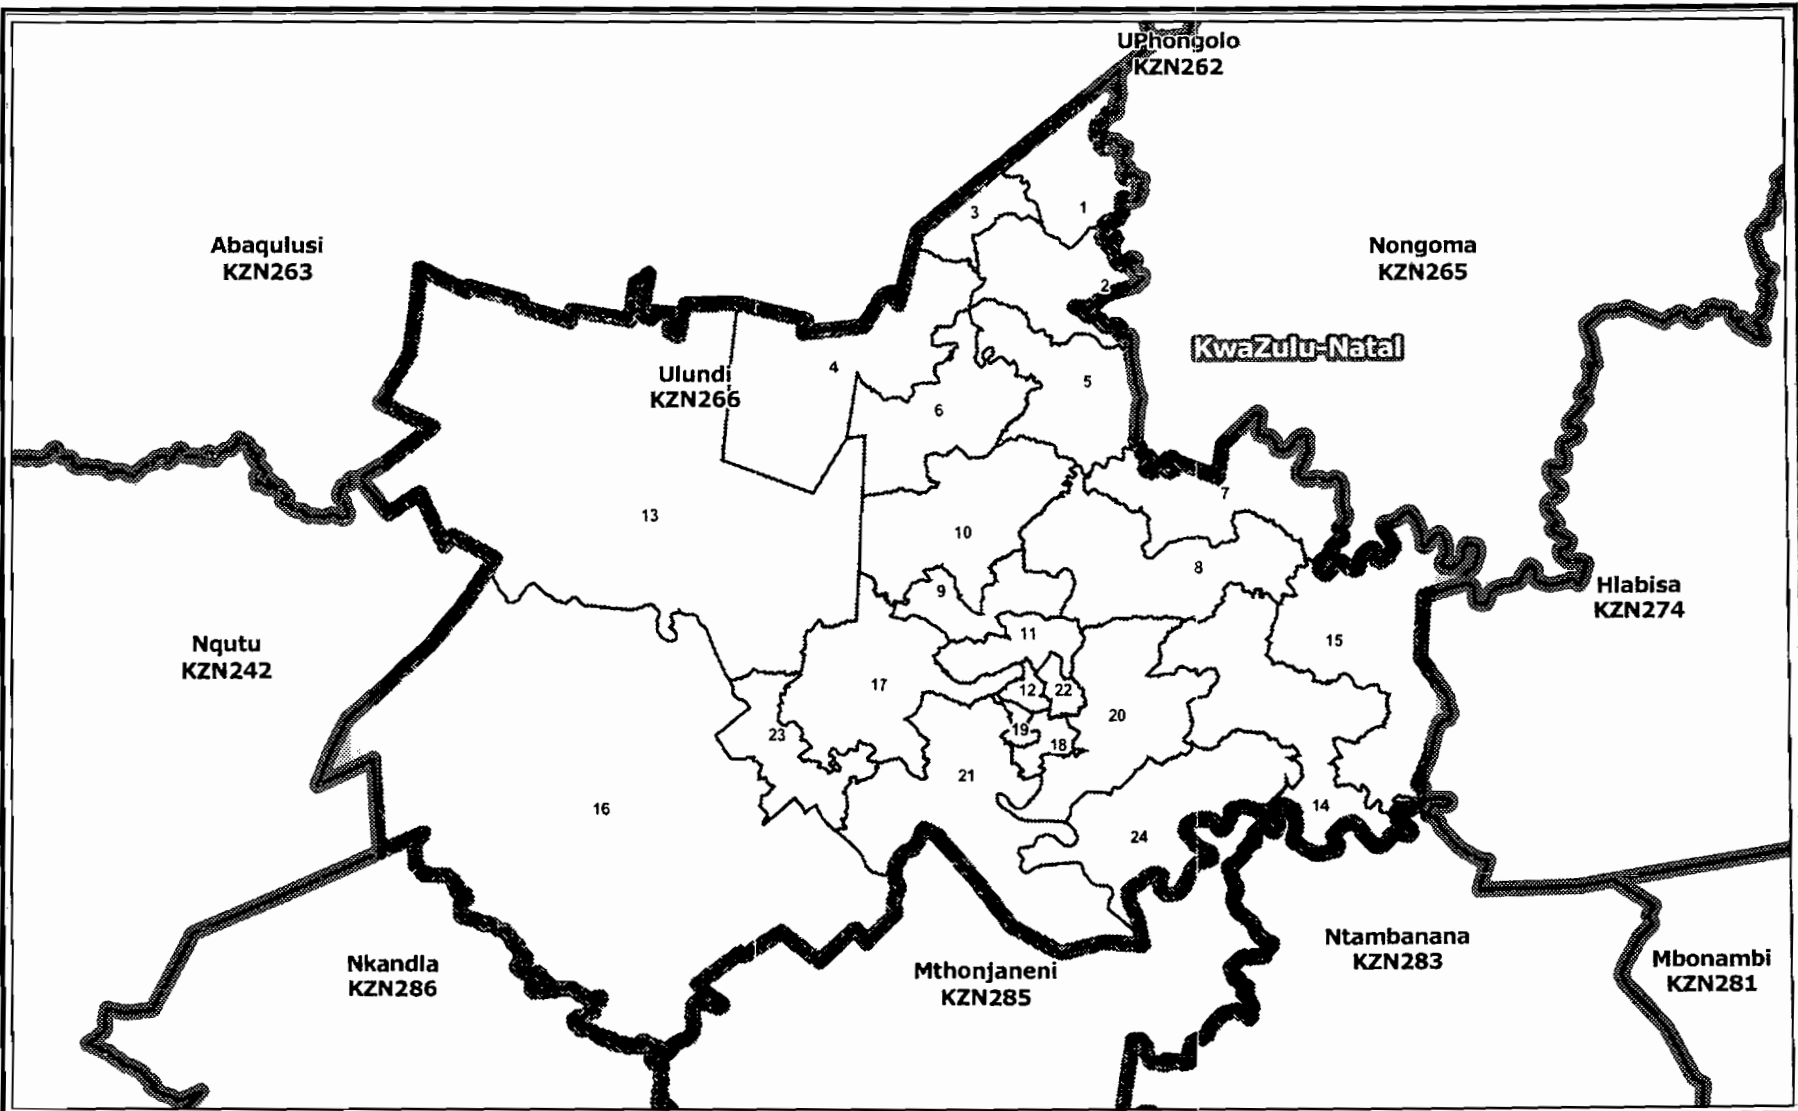 UPhongolo
KZN262
3
1
Abaqulusi
KZN263
Nongoma
KZN265
2
KwaZulu-Natal
4
Ulundi
KZN266
5
6
7
13
10
8
9
Hlabisa
KZN274
11
15
Nqutu
KZN242
17
12
22
20
23
19
18
21
16
14
24
Ntambanana
KZN283
Nkandla
KZN286
Mthonjaneni
KZN285
Mbonambi
KZN281